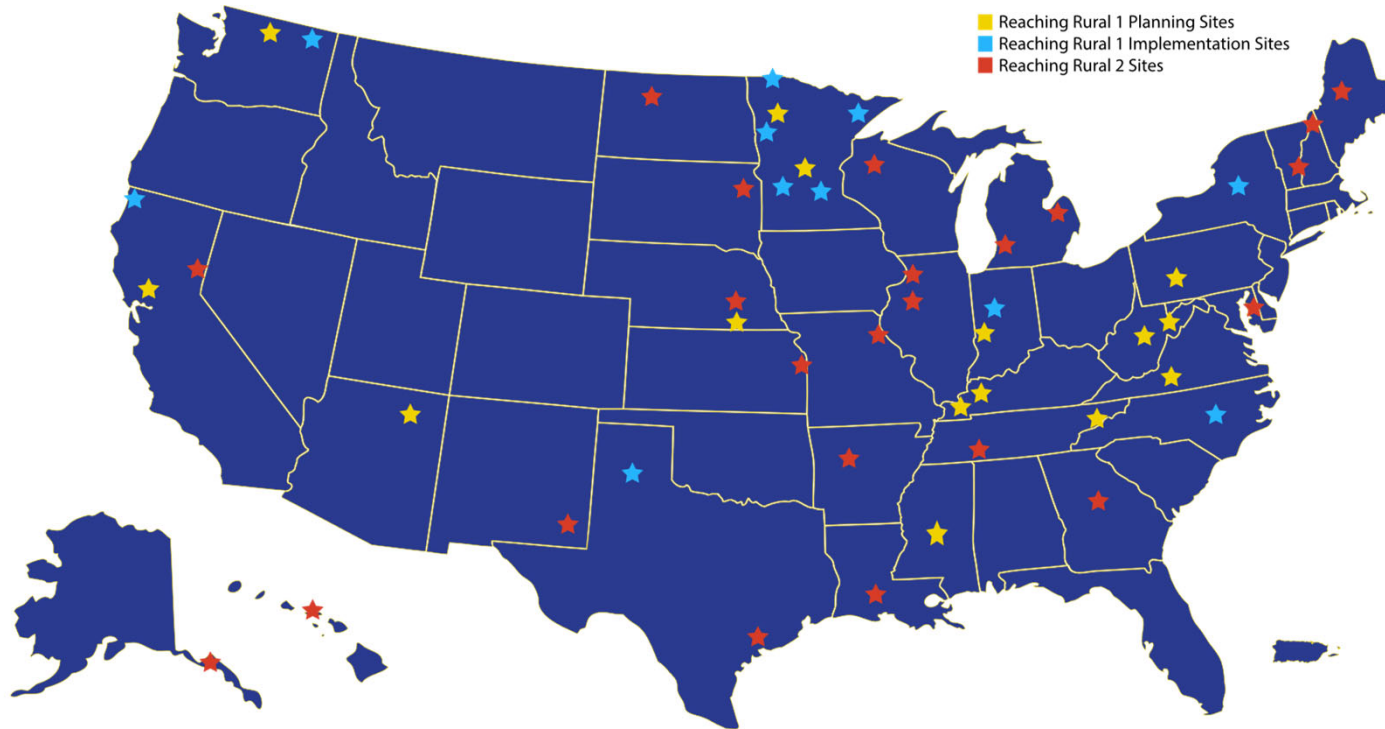 Reaching Rural 1 Planning Sites
Reaching Rural 1 Implementation Sites
Reaching Rural 2 Sites